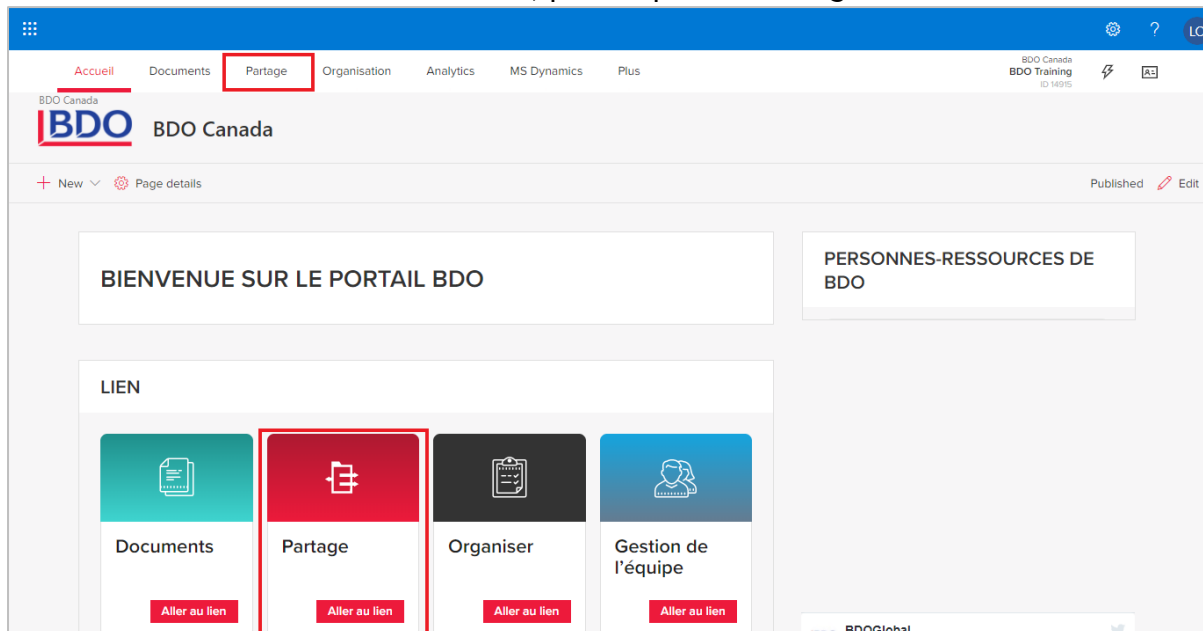 ?
LO
Accueil Documents Partage Organisation Analytics MS Dynamics Plus
BDO Canada
BDO Training
ID 14915
BDO Canada
BDO
BDO Canada
New Page details
Published Edit
BIENVENUE SUR LE PORTAIL BDO
PERSONNES-RESSOURCES DE
BDO
LIEN
Documents Partage Organiser Gestion de
l'équipe
Aller au lien Aller au lien Aller au lien Aller au lien
BDOGlobal